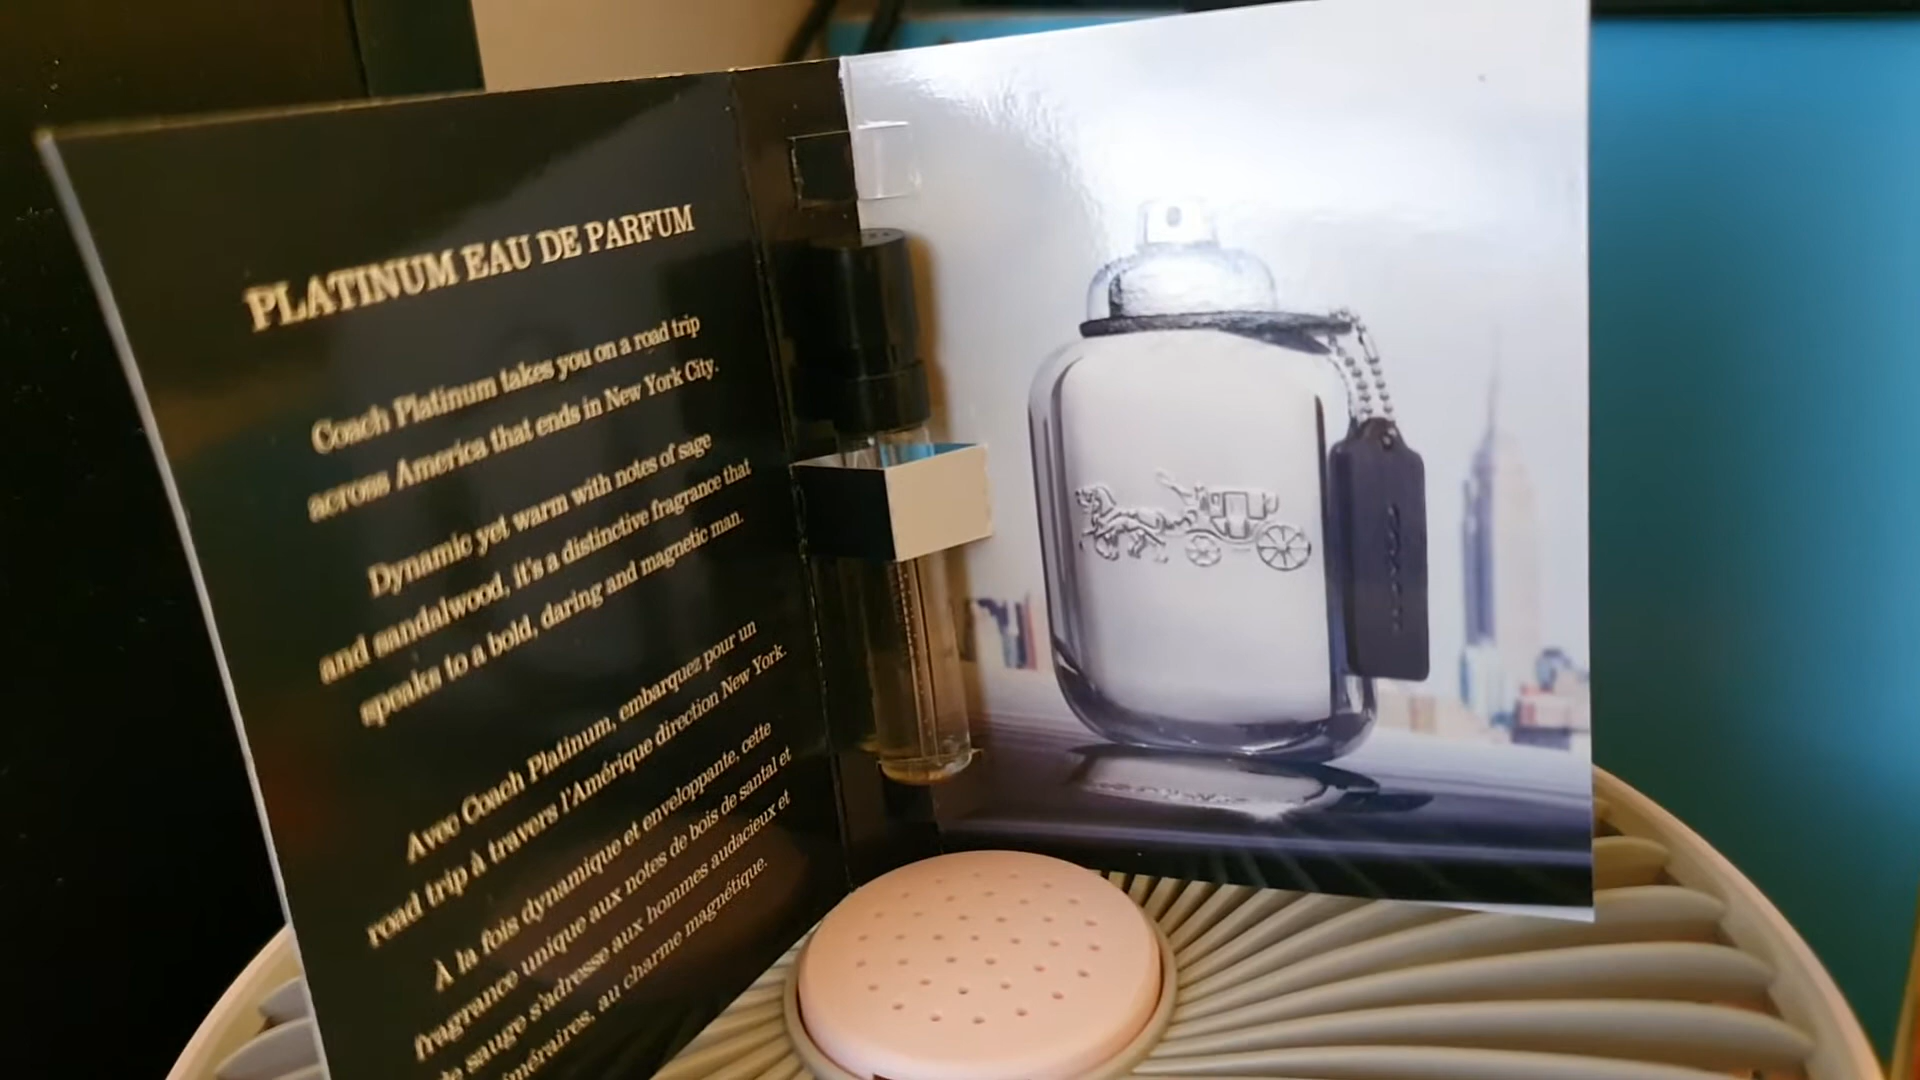 PLATINUM EAU DE PARFUM
Coach Platinum takes you on a road trip
across America that ends in New York City.
Dynamic yet warm with notes of sage
and sandalwood, it's a distinctive fragrance that
speaks to a bold, daring and magnetic man.
Avec Coach Platinum, embarquez pour un
road trip à travers l'Amérique direction New York.
À la fois dynamique et enveloppante, cette
fragrance unique aux notes de bois de santal et
de sauge s'adresse aux hommes audacieux et
téméraires, au charme magnétique.